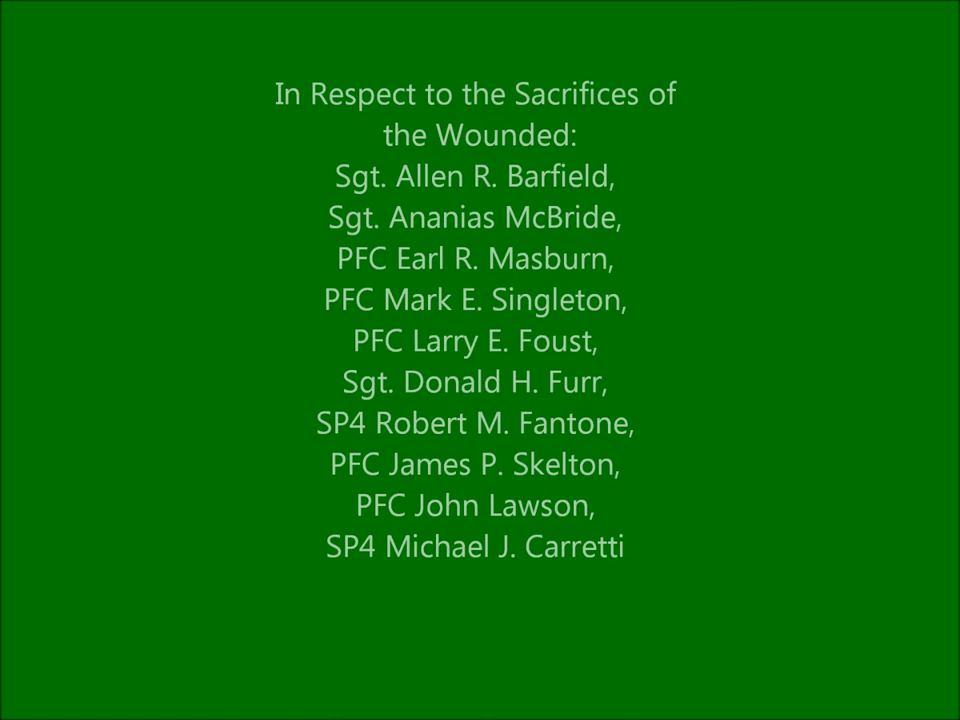 In Respect to the Sacrifices of
the Wounded:
Sgt. Allen R. Barfield,
Sgt. Ananias McBride,
PFC Earl R. Masburn,
PFC Mark E. Singleton,
PFC Larry E. Foust,
Sgt. Donald H. Furr,
SP4 Robert M. Fantone,
PFC James P. Skelton,
PFC John Lawson,
SP4 Michael J. Carretti